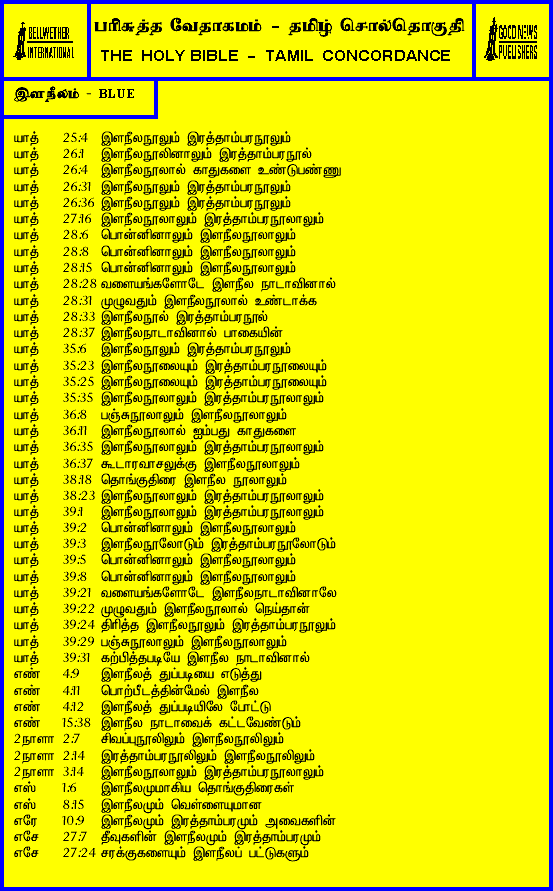 BELLWETHER
INTERNATIONAL
பரிசுத்த வேதாகமம் - தமிழ் சொல்தொகுதி
THE HOLY BIBLE - TAMIL CONCORDANCE
GOOD NEWS
PUBLISHERS
இளநீலம் - BLUE
யாத் 25:4 இளநீலநூலும் இரத்தாம்பரநூலும்
யாத் 26:1 இளநீலநூலினாலும் இரத்தாம்பரநூல்
யாத் 26:4 இளநீலநூலால் காதுகளை உண்டுபண்ணு
யாத் 26:31 இளநீலநூலும் இரத்தாம்பரநூலும்
யாத் 26:36 இளநீலநூலும் இரத்தாம்பரநூலும்
யாத் 27:16 இளநீலநூலாலும் இரத்தாம்பரநூலாலும்
யாத் 28:6 பொன்னினாலும் இளநீலநூலாலும்
யாத் 28:8 பொன்னினாலும் இளநீலநூலாலும்
யாத் 28:15 பொன்னினாலும் இளநீலநூலாலும்
யாத் 28:28 வளையங்களோடே இளநீல நாடாவினால்
யாத் 28:31 முழுவதும் இளநீலநூலால் உண்டாக்க
யாத் 28:33 இளநீலநூல் இரத்தாம்பரநூல்
யாத் 28:37 இளநீலநாடாவினால் பாகையின்
யாத் 35:6 இளநீலநூலும் இரத்தாம்பரநூலும்
யாத் 35:23 இளநீலநூலையும் இரத்தாம்பரநூலையும்
யாத் 35:25 இளநீலநூலையும் இரத்தாம்பரநூலையும்
யாத் 35:35 இளநீலநூலாலும் இரத்தாம்பரநூலாலும்
யாத் 36:8 பஞ்சுநூலாலும் இளநீலநூலாலும்
யாத் 36:11 இளநீலநூலால் ஐம்பது காதுகளை
யாத் 36:35 இளநீலநூலாலும் இரத்தாம்பரநூலாலும்
யாத் 36:37 கூடாரவாசலுக்கு இளநீலநூலாலும்
யாத் 38:18 தொங்குதிரை இளநீல நூலாலும்
யாத் 38:23 இளநீலநூலாலும் இரத்தாம்பரநூலாலும்
யாத் 39:1 இளநீலநூலாலும் இரத்தாம்பரநூலாலும்
யாத் 39:2 பொன்னினாலும் இளநீலநூலாலும்
யாத் 39:3 இளநீலநூலோடும் இரத்தாம்பரநூலோடும்
யாத் 39:5 பொன்னினாலும் இளநீலநூலாலும்
யாத் 39:8 பொன்னினாலும் இளநீலநூலாலும்
யாத் 39:21 வளையங்களோடே இளநீலநாடாவினாலே
யாத் 39:22 முழுவதும் இளநீலநூலால் நெய்தான்
யாத் 39:24 திரித்த இளநீலநூலும் இரத்தாம்பரநூலும்
யாத் 39:29 பஞ்சுநூலாலும் இளநீலநூலாலும்
யாத் 39:31 கற்பித்தபடியே இளநீல நாடாவினால்
எண் 4:9 இளநீலத் துப்படியை எடுத்து
எண் 4:11 பொற்பீடத்தின்மேல் இளநீல
எண் 4:12 இளநீலத் துப்படியிலே போட்டு
எண் 15:38 இளநீல நாடாவைக் கட்டவேண்டும்
2நாளா 2:7 சிவப்புநூலிலும் இளநீலநூலிலும்
2நாளா 2:14 இரத்தாம்பரநூலிலும் இளநீலநூலிலும்
2நாளா 3:14 இளநீலநூலாலும் இரத்தாம்பரநூலாலும்
எஸ் 1:6 இளநீலமுமாகிய தொங்குதிரைகள்
எஸ் 8:15 இளநீலமும் வெள்ளையுமான
எரே 10:9 இளநீலமும் இரத்தாம்பரமும் அவைகளின்
எசே 27:7 தீவுகளின் இளநீலமும் இரத்தாம்பரமும்
எசே 27:24 சரக்குகளையும் இளநீலப் பட்டுகளும்